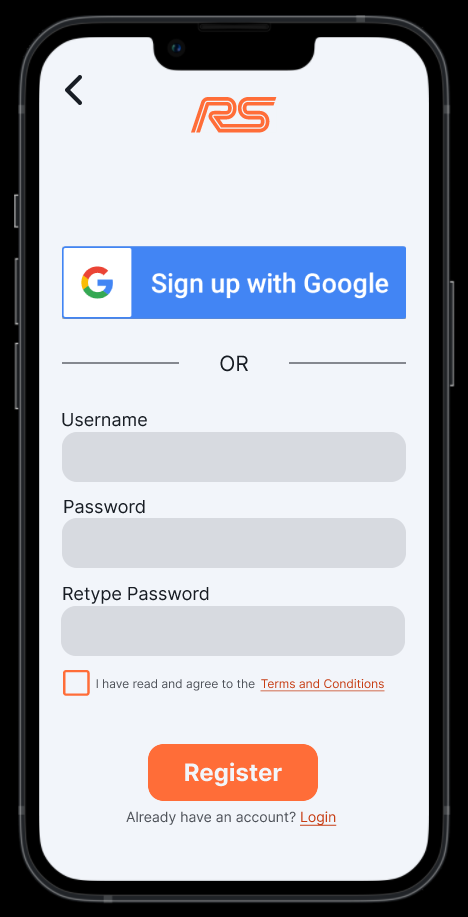 RS
Sign up with Google
OR
Username
Password
Retype Password
I have read and agree to the Terms and Conditions
Register
Already have an account? Login